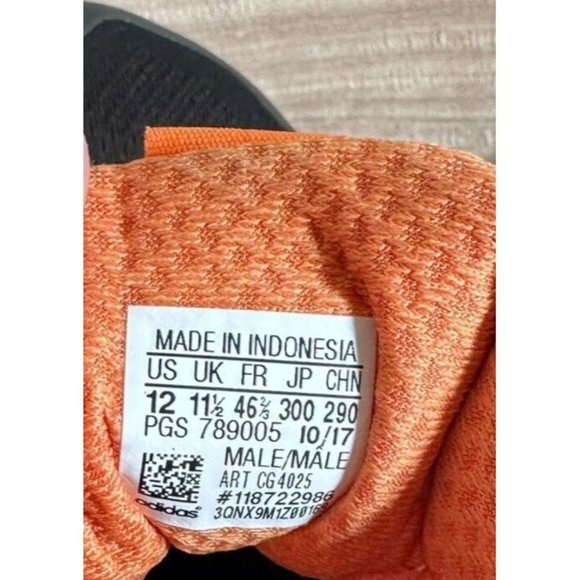 MADE IN INDONESIA
US UK FR JP CHN
12 11½ 46⅔ 300 290
PGS 789005 10/17
MALE/MÂLE
ART CG4025
#118722986
adidas